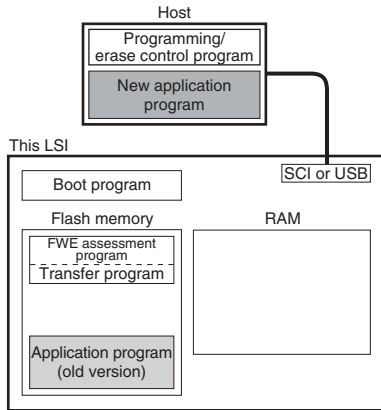 Host
Programming/
erase control program
New application
program
This LSI
SCI or USB
Boot program
Flash memory
RAM
FWE assessment
program
Transfer program
Application program
(old version)